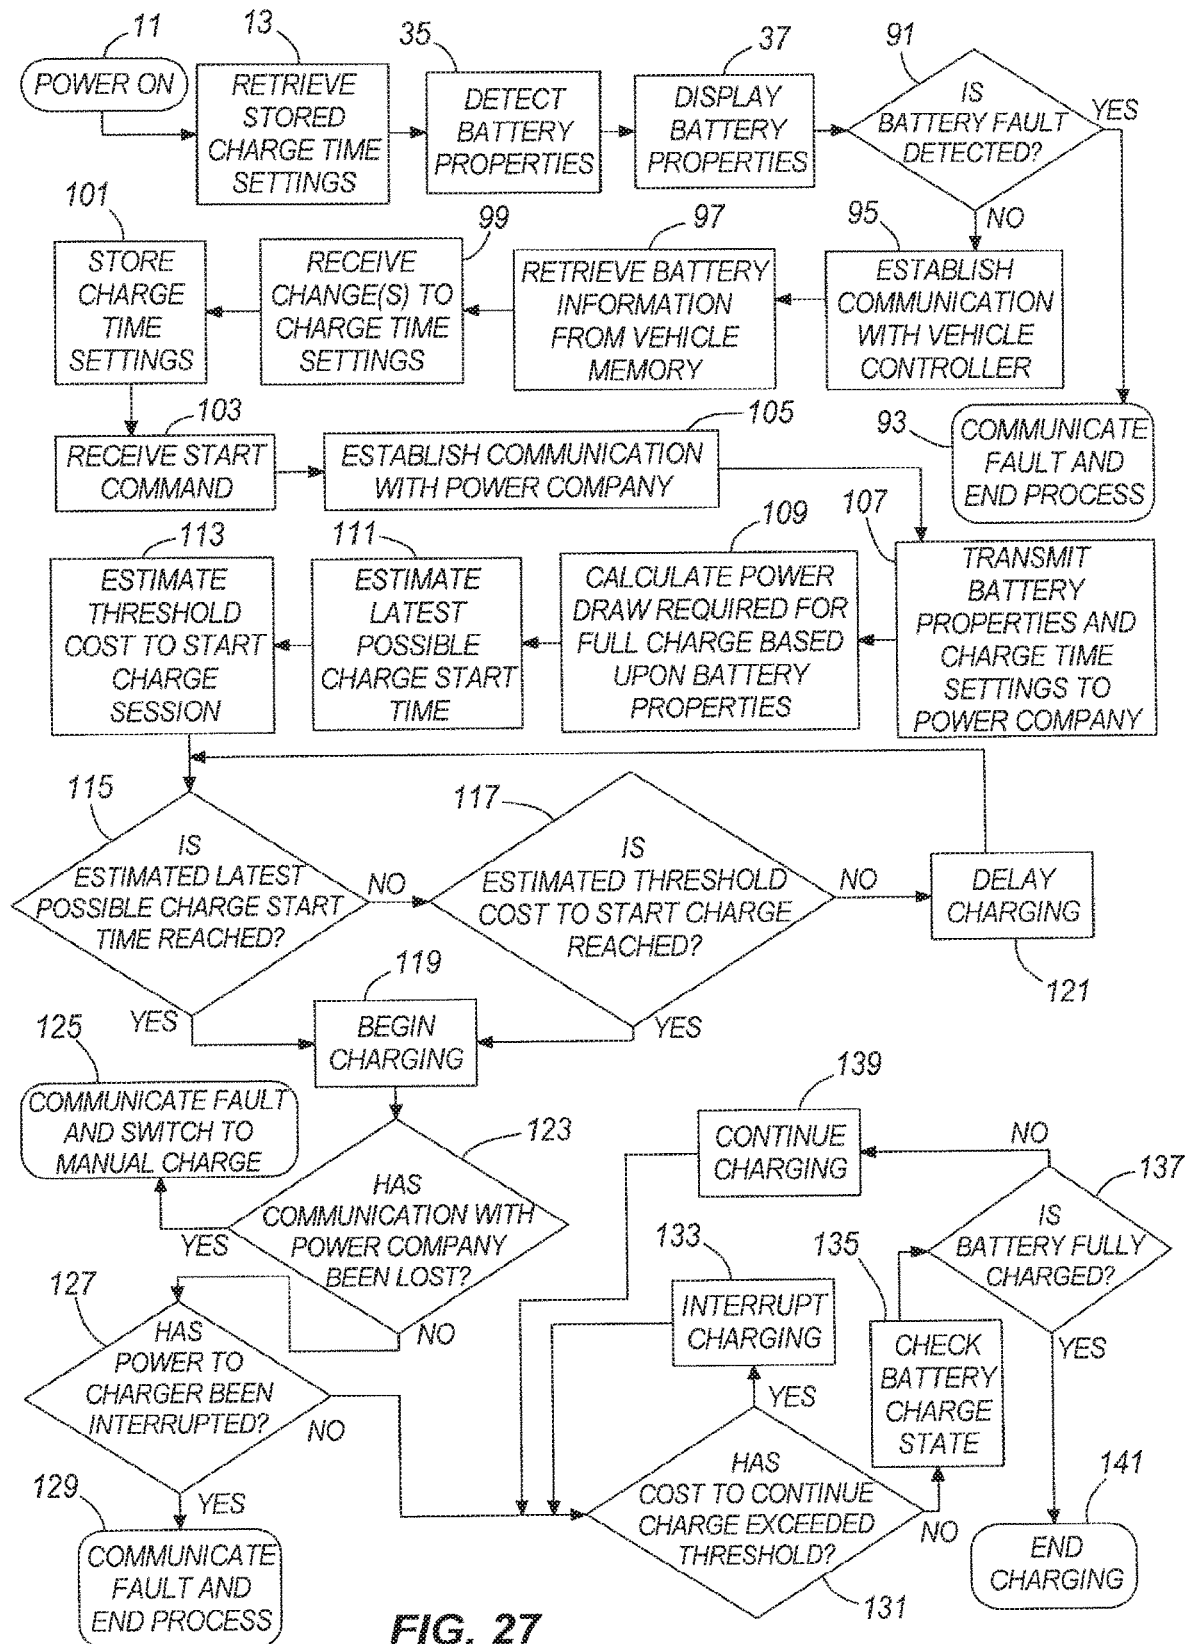 11
POWER ON
13
RETRIEVE
STORED
CHARGE TIME
SETTINGS
35
DETECT
BATTERY
PROPERTIES
37
DISPLAY
BATTERY
PROPERTIES
91
IS
BATTERY FAULT
DETECTED?
YES
NO
95
ESTABLISH
COMMUNICATION
WITH VEHICLE
CONTROLLER
97
RETRIEVE BATTERY
INFORMATION
FROM VEHICLE
MEMORY
99
RECEIVE
CHANGE(S) TO
CHARGE TIME
SETTINGS
101
STORE
CHARGE
TIME
SETTINGS
93
COMMUNICATE
FAULT AND
END PROCESS
103
RECEIVE START
COMMAND
105
ESTABLISH COMMUNICATION
WITH POWER COMPANY
107
TRANSMIT
BATTERY
PROPERTIES AND
CHARGE TIME
SETTINGS TO
POWER COMPANY
109
CALCULATE POWER
DRAW REQUIRED FOR
FULL CHARGE BASED
UPON BATTERY
PROPERTIES
111
ESTIMATE
LATEST
POSSIBLE
CHARGE START
TIME
113
ESTIMATE
THRESHOLD
COST TO START
CHARGE
SESSION
115
IS
ESTIMATED LATEST
POSSIBLE CHARGE START
TIME REACHED?
NO
YES
117
IS
ESTIMATED THRESHOLD
COST TO START CHARGE
REACHED?
NO
YES
DELAY
CHARGING
121
119
BEGIN
CHARGING
125
COMMUNICATE FAULT
AND SWITCH TO
MANUAL CHARGE
123
HAS
COMMUNICATION WITH
POWER COMPANY
BEEN LOST?
YES
NO
127
HAS
POWER TO
CHARGER BEEN
INTERRUPTED?
NO
YES
129
COMMUNICATE
FAULT AND
END PROCESS
139
CONTINUE
CHARGING
NO
137
IS
BATTERY FULLY
CHARGED?
YES
133
INTERRUPT
CHARGING
YES
135
CHECK
BATTERY
CHARGE
STATE
HAS
COST TO CONTINUE
CHARGE EXCEEDED
THRESHOLD?
NO
131
141
END
CHARGING
FIG. 27